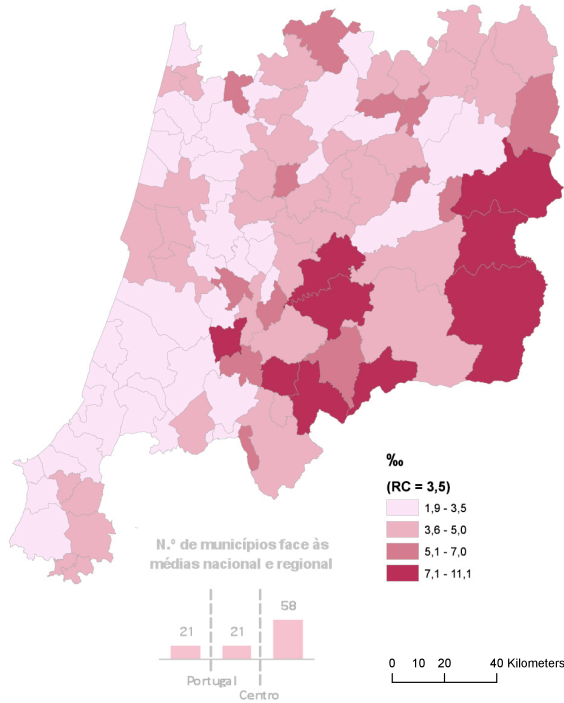 ‰
(RC = 3,5)
1,9 - 3,5
3,6 - 5,0
5,1 - 7,0
7,1 - 11,1
N.º de municípios face às
médias nacional e regional
21
21
58
Portugal
Centro
0 10 20 40 Kilometers